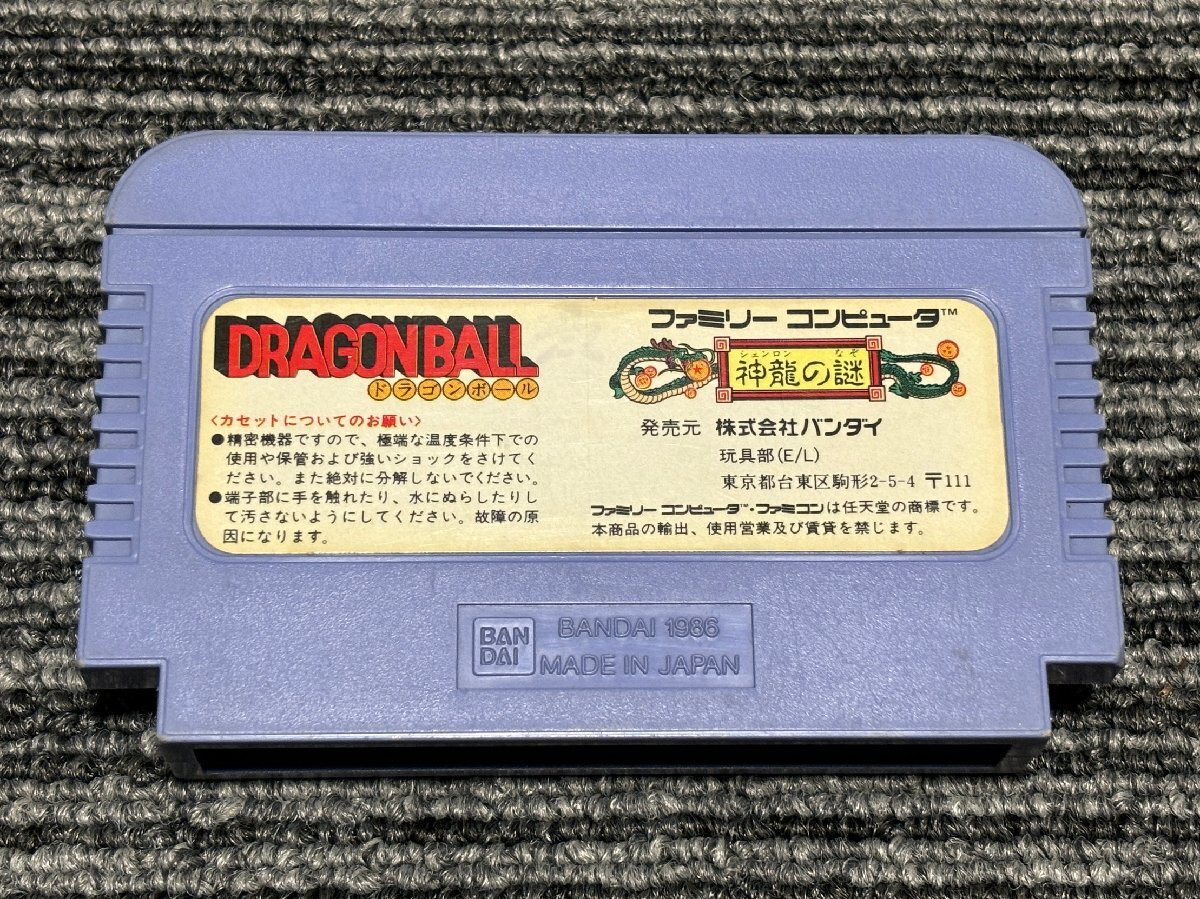 DRAGONBALL
ドラゴンボール
〈カセットについてのお願い〉
●精密機器ですので、極端な温度条件下での
使用や保管および強いショックをさけてく
ださい。また絶対に分解しないでください。
●端子部に手を触れたり、水にぬらしたりし
て汚さないようにしてください。故障の原
因になります。
ファミリー コンピュータ™
シェンロン なぞ
神龍の謎
発売元 株式会社バンダイ
玩具部(E/L)
東京都台東区駒形2-5-4 〒111
ファミリー コンピュータ™・ファミコンは任天堂の商標です。
本商品の輸出、使用営業及び賃貸を禁じます。
BAN
DAI
BANDAI 1986
MADE IN JAPAN